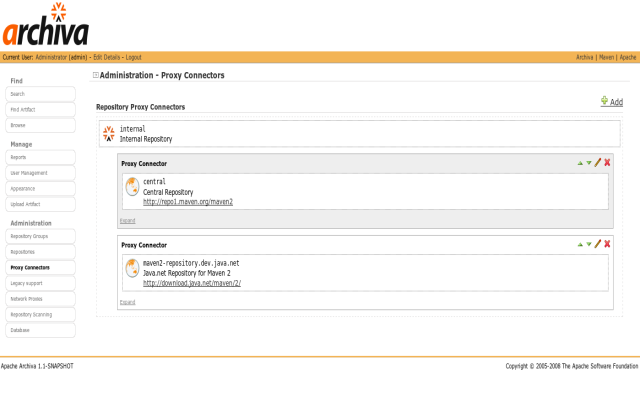 archiva
Current User: Administrator (admin) - Edit Details - Logout
Archiva | Maven | Apache
Find
Search
Find Artifact
Browse
Manage
Reports
User Management
Appearance
Upload Artifact
Administration
Repository Groups
Repositories
Proxy Connectors
Legacy support
Network Proxies
Repository Scanning
Database
Administration - Proxy Connectors
Add
Repository Proxy Connectors
internal
Internal Repository
Proxy Connector
central
Central Repository
http://repo1.maven.org/maven2
Expand
Proxy Connector
maven2-repository.dev.java.net
Java.net Repository for Maven 2
http://download.java.net/maven/2/
Expand
Apache Archiva 1.1-SNAPSHOT
Copyright © 2005-2008 The Apache Software Foundation